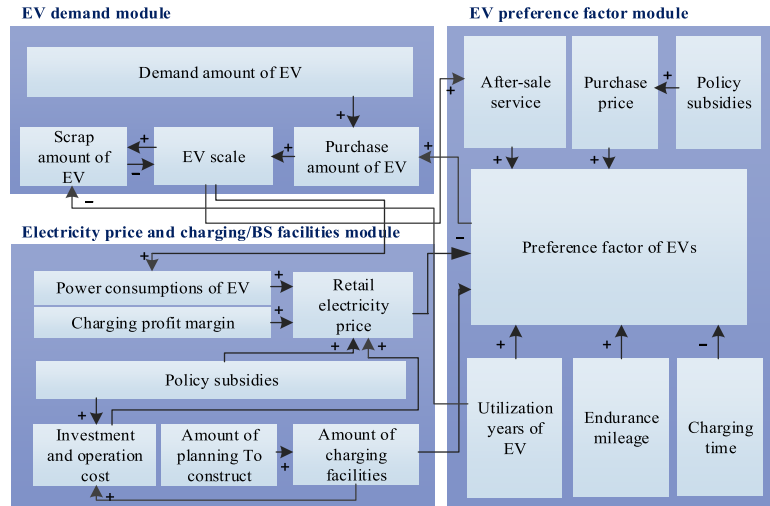 EV demand module
Demand amount of EV
+
Scrap
amount of
EV
+
−
EV scale
+
Purchase
amount of EV
+
−
EV preference factor module
+
After-sale
service
Purchase
price
+
Policy
subsidies
+
+
Preference factor of EVs
−
+
+
−
Utilization
years of
EV
Endurance
mileage
Charging
time
Electricity price and charging/BS facilities module
+
Power consumptions of EV
+
Charging profit margin
+
Retail
electricity
price
+
+
Policy subsidies
+
Investment
and operation
cost
Amount of
planning To
construct
+
Amount of
charging
facilities
+